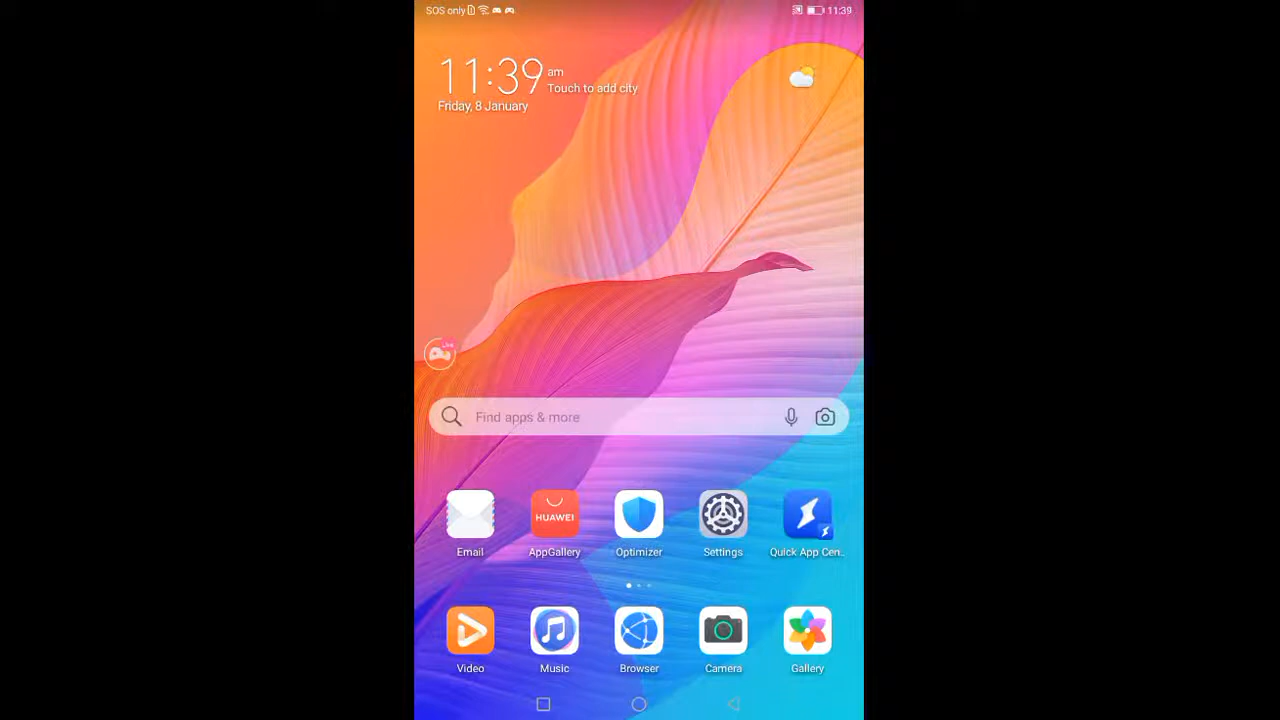 SOS only
11:39
11:39 am
Touch to add city
Friday, 8 January
Live
Find apps & more
HUAWEI
Email
AppGallery
Optimizer
Settings
Quick App Cen..
Video
Music
Browser
Camera
Gallery